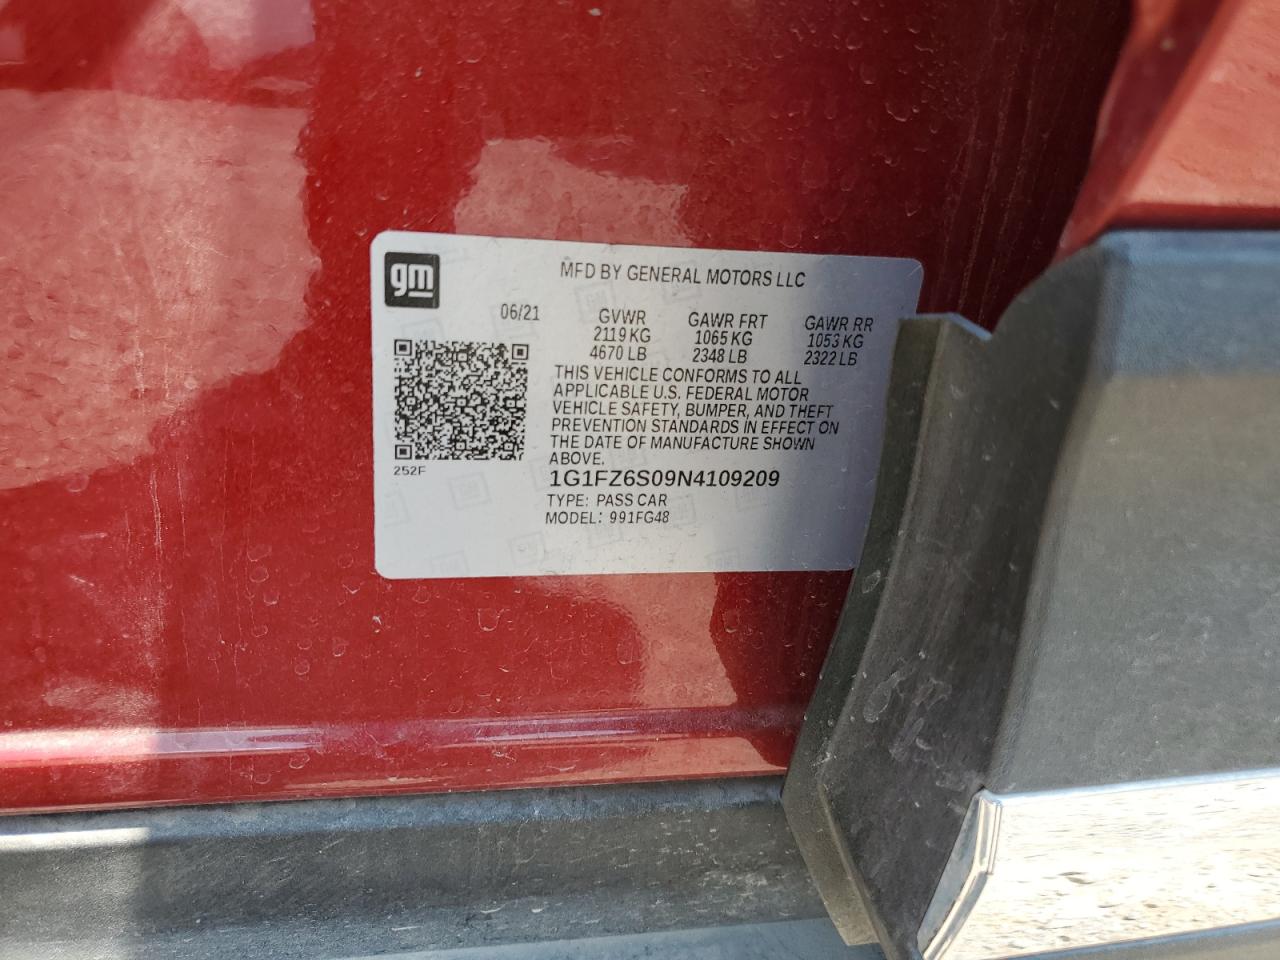 gm
MFD BY GENERAL MOTORS LLC
06/21 GVWR GAWR FRT GAWR RR
2119 KG 1065 KG 1053 KG
4670 LB 2348 LB 2322 LB
THIS VEHICLE CONFORMS TO ALL
APPLICABLE U.S. FEDERAL MOTOR
VEHICLE SAFETY, BUMPER, AND THEFT
PREVENTION STANDARDS IN EFFECT ON
THE DATE OF MANUFACTURE SHOWN
ABOVE.
252F
1G1FZ6S09N4109209
TYPE: PASS CAR
MODEL: 991FG48